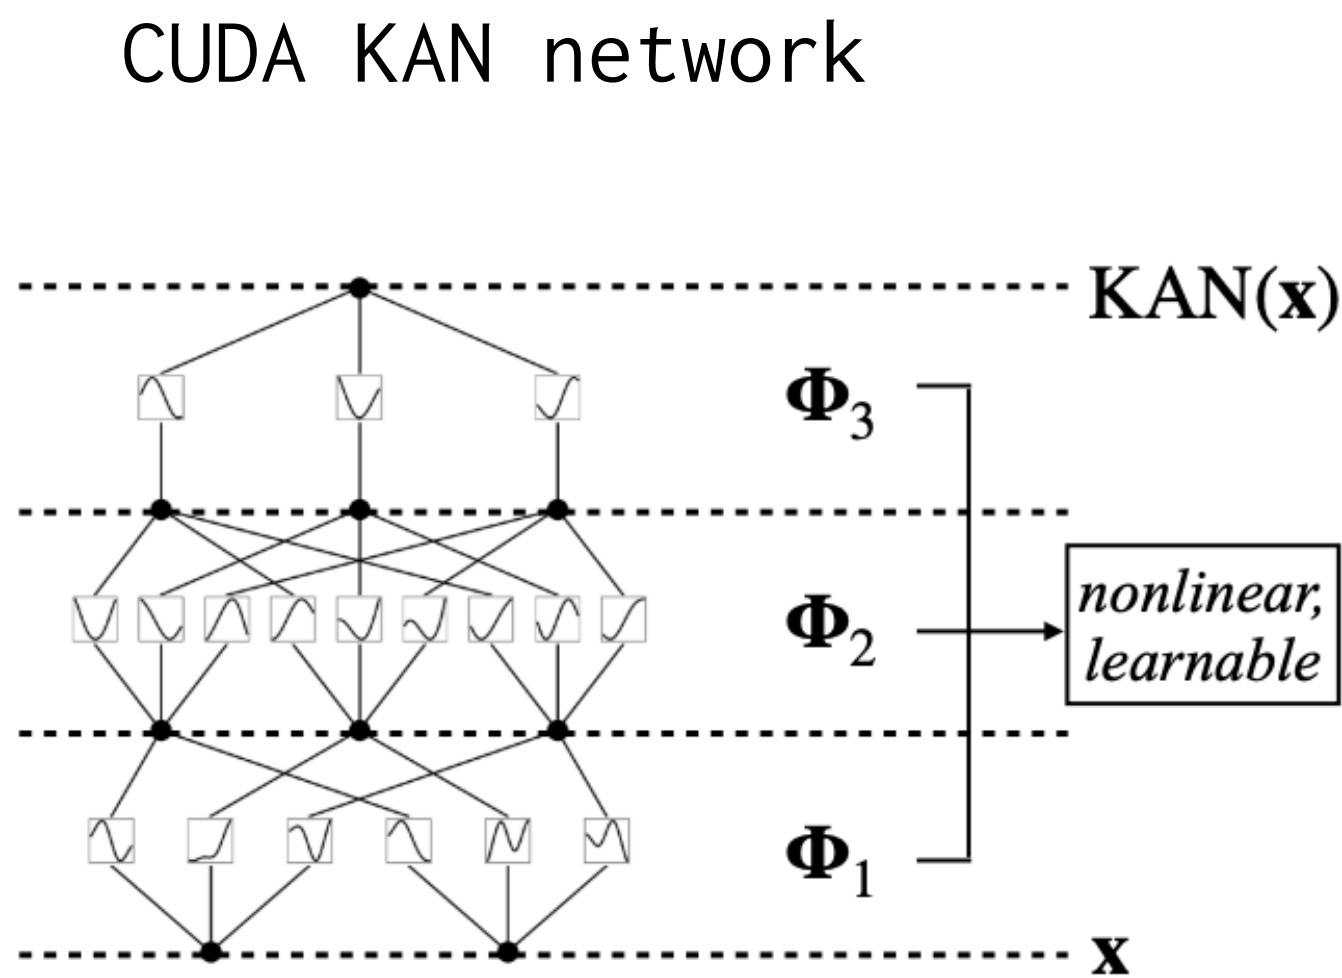 CUDA KAN network
KAN(x)
Φ3
Φ2
nonlinear,
learnable
Φ1
x